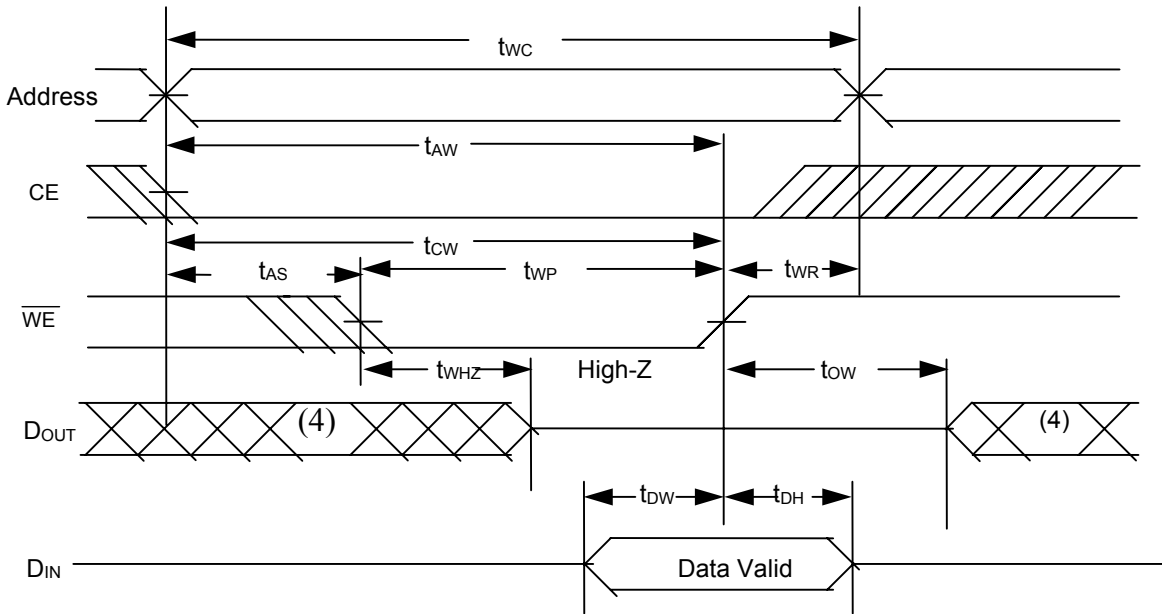 tWC
Address
tAW
CE
tCW
tAS tWP tWR
WE
tWHZ High-Z tOW
DOUT (4) (4)
tDW tDH
DIN Data Valid